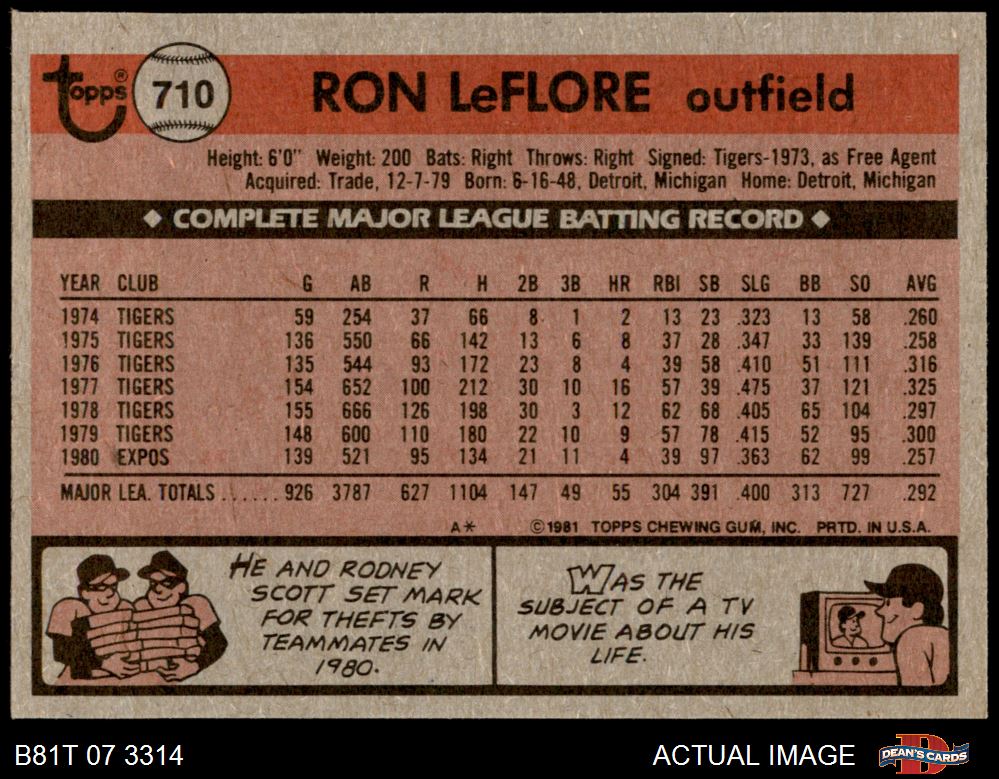 Topps® 710 RON LeFLORE outfield
Height: 6'0" Weight: 200 Bats: Right Throws: Right Signed: Tigers-1973, as Free Agent
Acquired: Trade, 12-7-79 Born: 6-16-48, Detroit, Michigan Home: Detroit, Michigan
◆ COMPLETE MAJOR LEAGUE BATTING RECORD ◆
YEAR CLUB G AB R H 2B 3B HR RBI SB SLG BB SO AVG
1974 TIGERS 59 254 37 66 8 1 2 13 23 .323 13 58 .260
1975 TIGERS 136 550 66 142 13 6 8 37 28 .347 33 139 .258
1976 TIGERS 135 544 93 172 23 8 4 39 58 .410 51 111 .316
1977 TIGERS 154 652 100 212 30 10 16 57 39 .475 37 121 .325
1978 TIGERS 155 666 126 198 30 3 12 62 68 .405 65 104 .297
1979 TIGERS 148 600 110 180 22 10 9 57 78 .415 52 95 .300
1980 EXPOS 139 521 95 134 21 11 4 39 97 .363 62 99 .257
MAJOR LEA. TOTALS ...... 926 3787 627 1104 147 49 55 304 391 .400 313 727 .292
A* ©1981 TOPPS CHEWING GUM, INC. PRTD. IN U.S.A.
HE AND RODNEY
SCOTT SET MARK
FOR THEFTS BY
TEAMMATES IN
1980.
WAS THE
SUBJECT OF A TV
MOVIE ABOUT HIS
LIFE.
B81T 07 3314 ACTUAL IMAGE DEAN'S CARDS